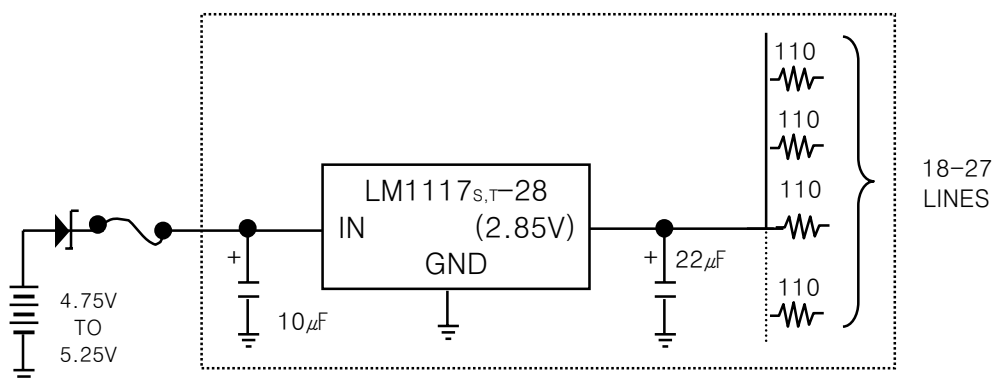 110
110
110
110
18-27
LINES
LM1117S,T-28
IN
(2.85V)
GND
+
10μF
+
22μF
4.75V
TO
5.25V